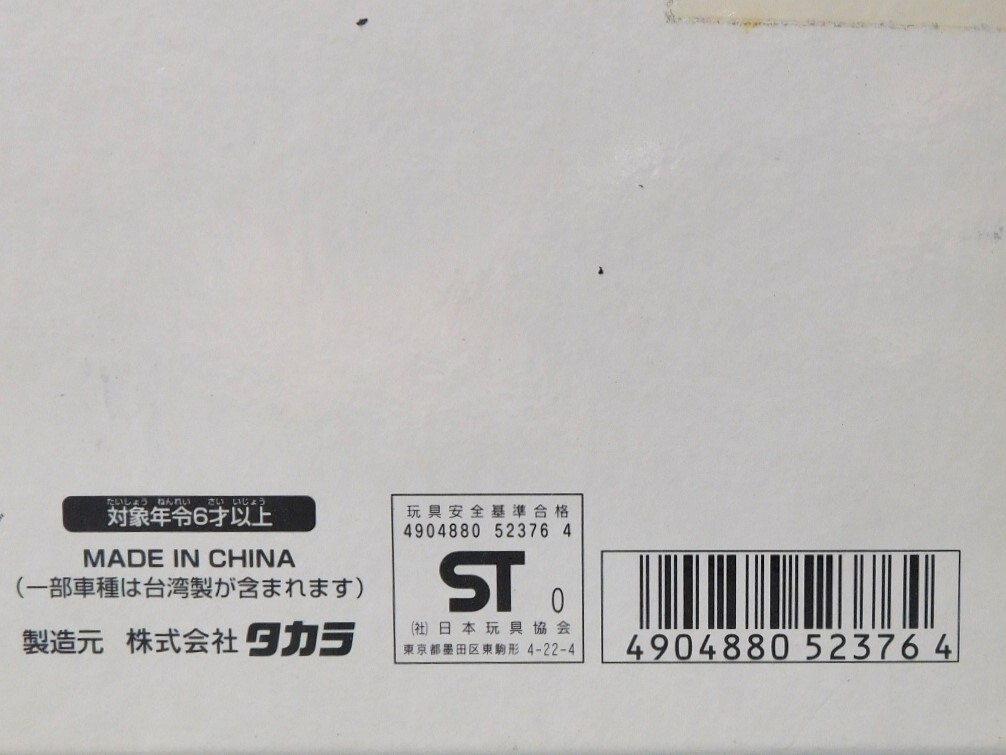 たいしょう ねんれい さい いじょう
対象年令6才以上
MADE IN CHINA
(一部車種は台湾製が含まれます)
製造元 株式会社タカラ
玩具安全基準合格
4904880 52376 4
ST 0
(社)日本玩具協会
東京都墨田区東駒形 4-22-4
4904880523764